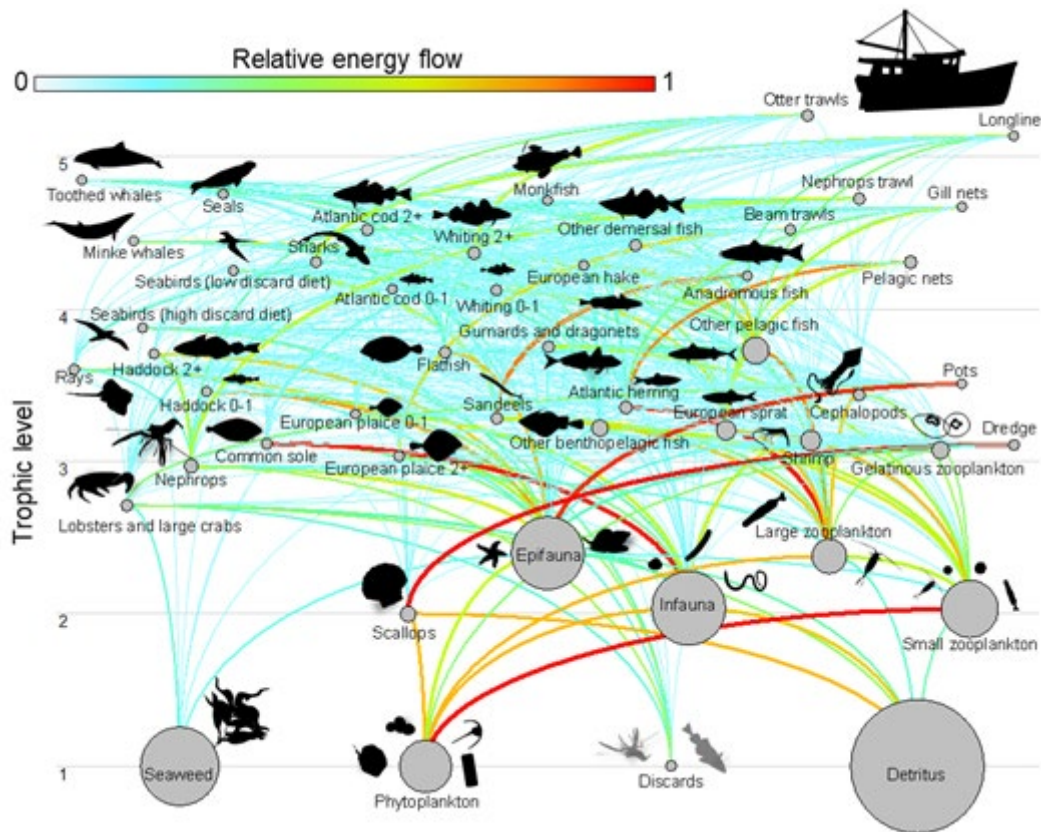 Relative energy flow
0
1
Otter trawls
Longline
5
Toothed whales
Seals
Monkfish
Nephrops trawl
Gill nets
Atlantic cod 2+
Whiting 2+
Other demersal fish
Beam trawls
Minke whales
Sharks
Seabirds (low discard diet)
European hake
Anadromous fish
Pelagic nets
Atlantic cod 0-1
Whiting 0-1
4
Seabirds (high discard diet)
Gurnards and dragonets
Other pelagic fish
Rays
Haddock 2+
Flatfish
Atlantic herring
Pots
Haddock 0-1
Sandeels
European sprat
Cephalopods
European plaice 0-1
Dredge
Common sole
Other benthopelagic fish
Shrimp
European plaice 2+
Gelatinous zooplankton
3
Nephrops
Lobsters and large crabs
Large zooplankton
Epifauna
Infauna
2
Scallops
Small zooplankton
1
Seaweed
Phytoplankton
Discards
Detritus
Trophic level